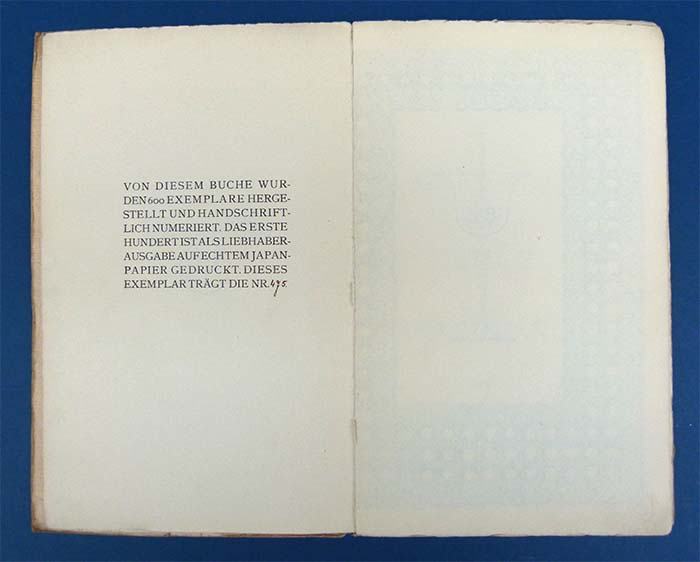 VON DIESEM BUCHE WUR-
DEN 600 EXEMPLARE HERGE-
STELLT UND HANDSCHRIFT-
LICH NUMERIERT. DAS ERSTE
HUNDERT IST ALS LIEBHABER-
AUSGABE AUF ECHTEM JAPAN-
PAPIER GEDRUCKT. DIESES
EXEMPLAR TRÄGT DIE NR. 495